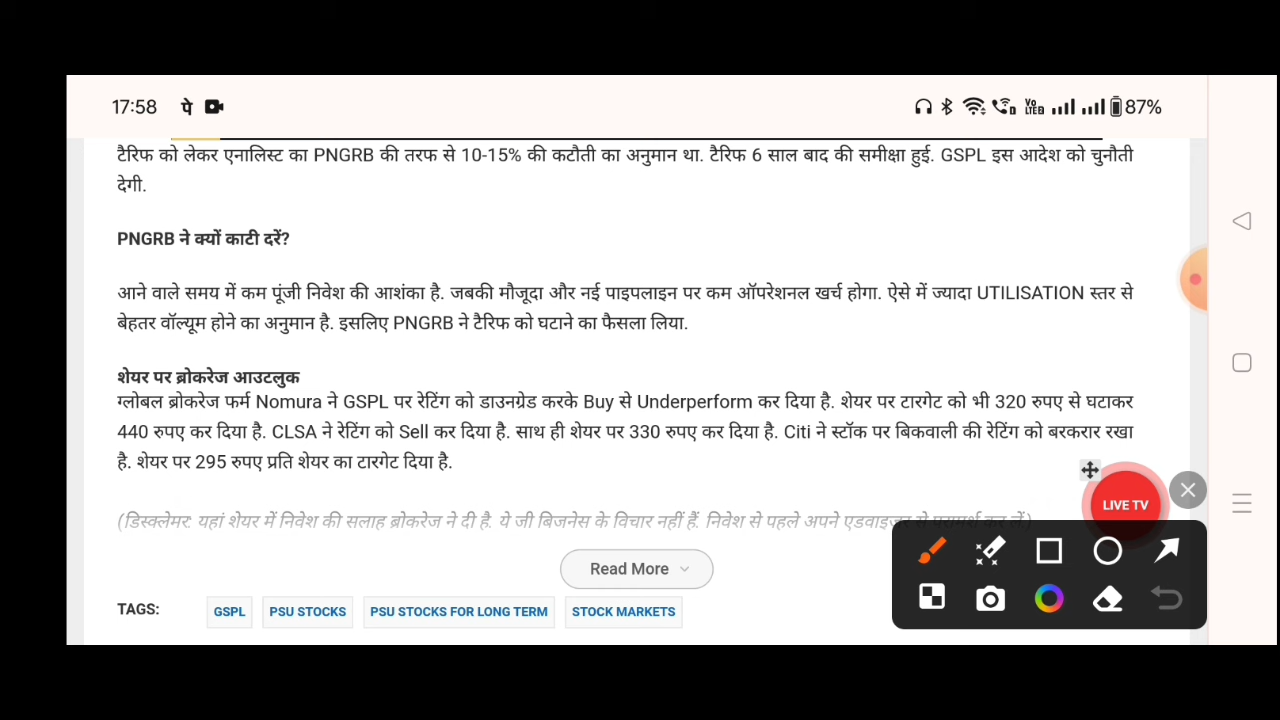 17:58 पे 87%
टैरिफ को लेकर एनालिस्ट का PNGRB की तरफ से 10-15% की कटौती का अनुमान था. टैरिफ 6 साल बाद की समीक्षा हुई. GSPL इस आदेश को चुनौती
देगी.
PNGRB ने क्यों काटी दरें?
आने वाले समय में कम पूंजी निवेश की आशंका है. जबकी मौजूदा और नई पाइपलाइन पर कम ऑपरेशनल खर्च होगा. ऐसे में ज्यादा UTILISATION स्तर से
बेहतर वॉल्यूम होने का अनुमान है. इसलिए PNGRB ने टैरिफ को घटाने का फैसला लिया.
शेयर पर ब्रोकरेज आउटलुक
ग्लोबल ब्रोकरेज फर्म Nomura ने GSPL पर रेटिंग को डाउनग्रेड करके Buy से Underperform कर दिया है. शेयर पर टारगेट को भी 320 रुपए से घटाकर
440 रुपए कर दिया है. CLSA ने रेटिंग को Sell कर दिया है. साथ ही शेयर पर 330 रुपए कर दिया है. Citi ने स्टॉक पर बिकवाली की रेटिंग को बरकरार रखा
है. शेयर पर 295 रुपए प्रति शेयर का टारगेट दिया है.
LIVE TV
(डिस्क्लेमर: यहां शेयर में निवेश की सलाह ब्रोकरेज ने दी है. ये जी बिजनेस के विचार नहीं हैं. निवेश से पहले अपने एडवाइजर से परामर्श कर लें.)
Read More
TAGS: GSPL PSU STOCKS PSU STOCKS FOR LONG TERM STOCK MARKETS